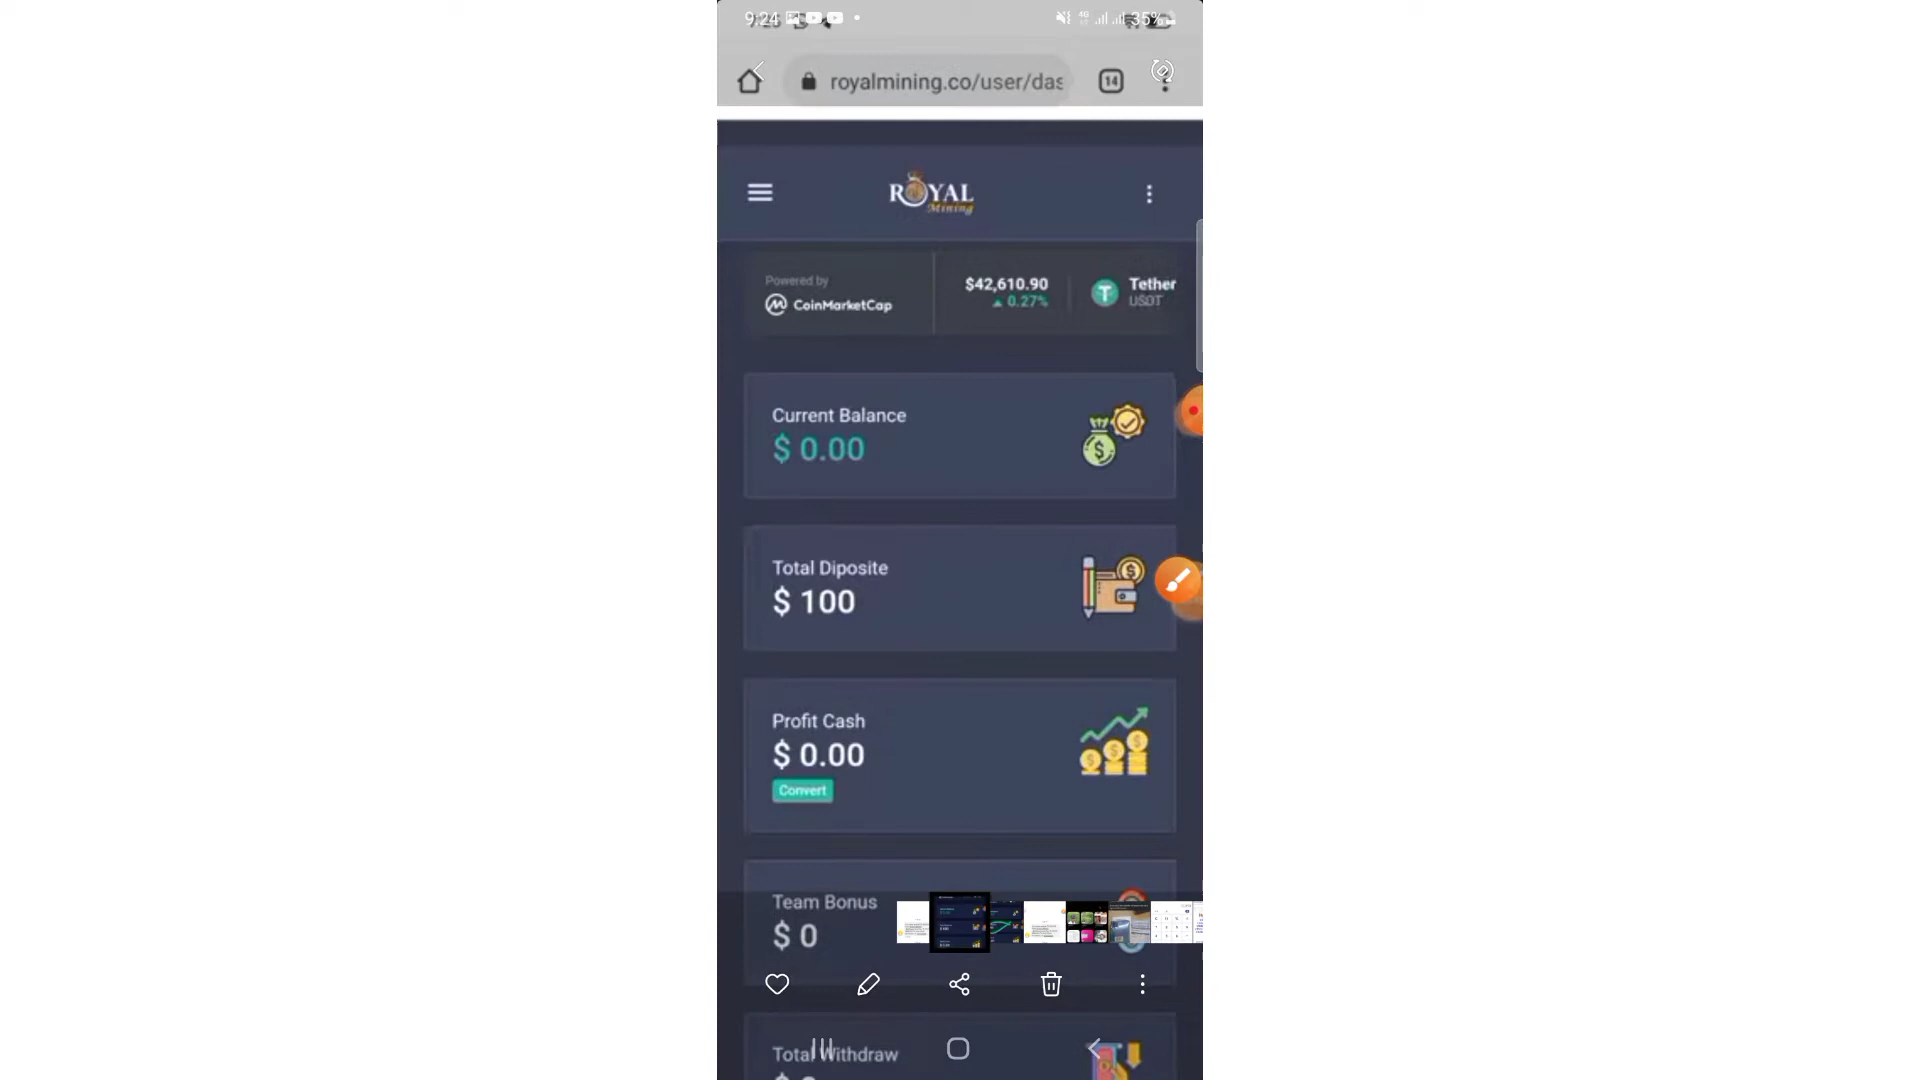 9:24
4G
35%
royalmining.co/user/das
14
ROYAL
Mining
Powered by
CoinMarketCap
$42,610.90
0.27%
Tether
USDT
Current Balance
$ 0.00
Total Diposite
$ 100
Profit Cash
$ 0.00
Convert
Team Bonus
$ 0
Total Withdraw